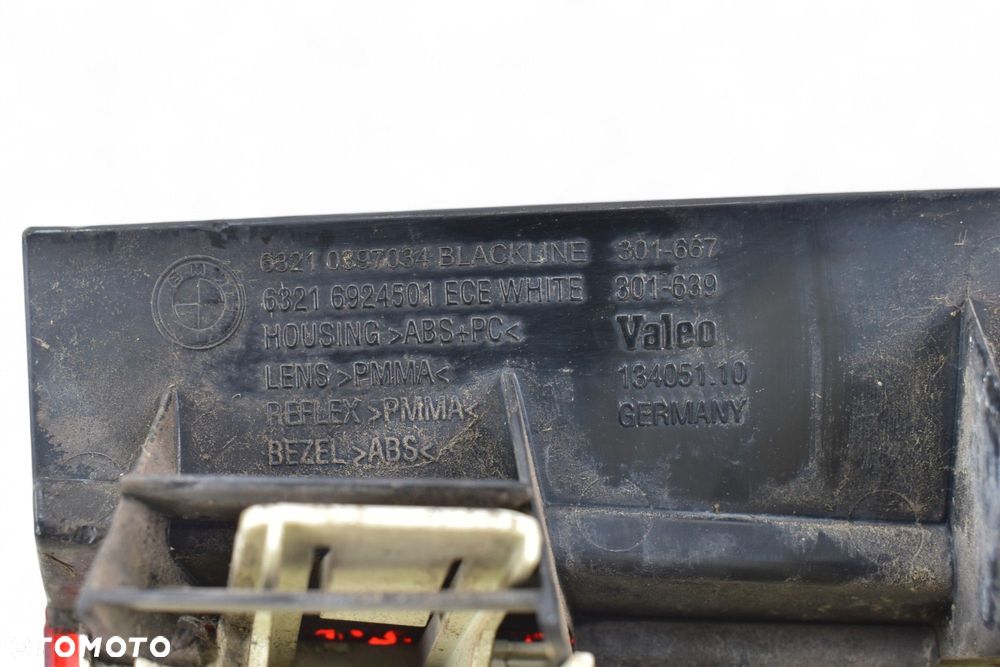 BMW
6321 0397034 BLACKLINE 301-667
6321 6924501 ECE WHITE 301-639
HOUSING >ABS+PC< Valeo
LENS >PMMA< 134051.10
REFLEX >PMMA< GERMANY
BEZEL >ABS<
OTOMOTO